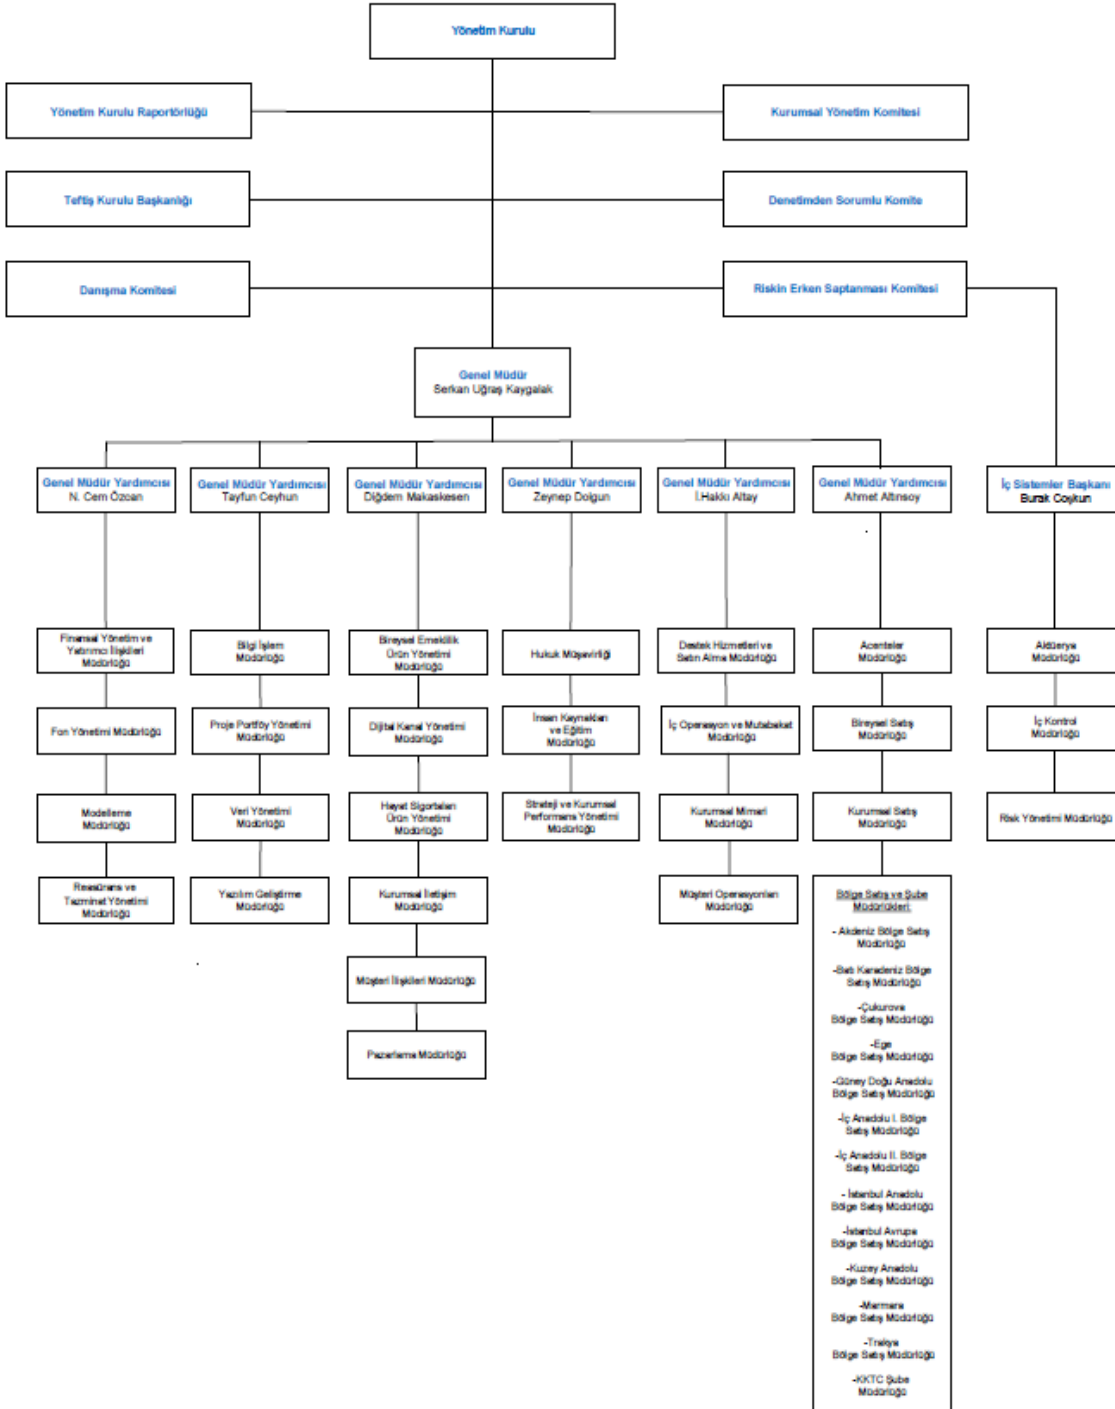 Yönetim Kurulu
Yönetim Kurulu Raportörlüğü
Kurumsal Yönetim Komitesi
Teftiş Kurulu Başkanlığı
Denetimden Sorumlu Komite
Danışma Komitesi
Riskin Erken Saptanması Komitesi
Genel Müdür
Serkan Uğraş Kaygalak
Genel Müdür Yardımcısı
N. Cem Özcan
Genel Müdür Yardımcısı
Tayfun Ceyhun
Genel Müdür Yardımcısı
Diğdem Makaskesen
Genel Müdür Yardımcısı
Zeynep Dolgun
Genel Müdür Yardımcısı
İ.Hakkı Altay
Genel Müdür Yardımcısı
Ahmet Altınsoy
İç Sistemler Başkanı
Burak Coşkun
Finansal Yönetim ve
Yatırımcı İlişkileri
Müdürlüğü
Fon Yönetimi Müdürlüğü
Modelleme
Müdürlüğü
Reasürans ve
Tazminat Yönetimi
Müdürlüğü
Bilgi İşlem
Müdürlüğü
Proje Portföy Yönetimi
Müdürlüğü
Veri Yönetimi
Müdürlüğü
Yazılım Geliştirme
Müdürlüğü
Bireysel Emeklilik
Ürün Yönetimi
Müdürlüğü
Dijital Kanal Yönetimi
Müdürlüğü
Hayat Sigortaları
Ürün Yönetimi
Müdürlüğü
Kurumsal İletişim
Müdürlüğü
Müşteri İlişkileri Müdürlüğü
Pazarlama Müdürlüğü
Hukuk Müşavirliği
İnsan Kaynakları
ve Eğitim
Müdürlüğü
Strateji ve Kurumsal
Performans Yönetimi
Müdürlüğü
Destek Hizmetleri ve
Satın Alma Müdürlüğü
İç Operasyon ve Mutabakat
Müdürlüğü
Kurumsal Mimari
Müdürlüğü
Müşteri Operasyonları
Müdürlüğü
Acenteler
Müdürlüğü
Bireysel Satış
Müdürlüğü
Kurumsal Satış
Müdürlüğü
Bölge Satış ve Şube
Müdürlükleri:
- Akdeniz Bölge Satış
Müdürlüğü
-Batı Karadeniz Bölge
Satış Müdürlüğü
-Çukurova
Bölge Satış Müdürlüğü
-Ege
Bölge Satış Müdürlüğü
-Güney Doğu Anadolu
Bölge Satış Müdürlüğü
-İç Anadolu I. Bölge
Satış Müdürlüğü
-İç Anadolu II. Bölge
Satış Müdürlüğü
- İstanbul Anadolu
Bölge Satış Müdürlüğü
-İstanbul Avrupa
Bölge Satış Müdürlüğü
-Kuzey Anadolu
Bölge Satış Müdürlüğü
-Marmara
Bölge Satış Müdürlüğü
-Trakya
Bölge Satış Müdürlüğü
-KKTC Şube
Müdürlüğü
Aktüerya
Müdürlüğü
İç Kontrol
Müdürlüğü
Risk Yönetimi Müdürlüğü